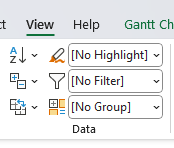 View Help Gantt Ch
A
Z
[No Highlight]
[No Filter]
[No Group]
Data